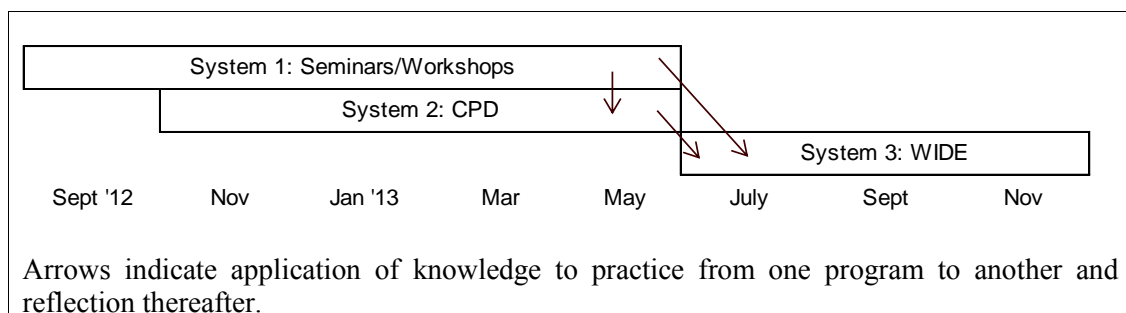 System 1: Seminars/Workshops
System 2: CPD
System 3: WIDE
Sept '12 Nov Jan '13 Mar May July Sept Nov
Arrows indicate application of knowledge to practice from one program to another and
reflection thereafter.